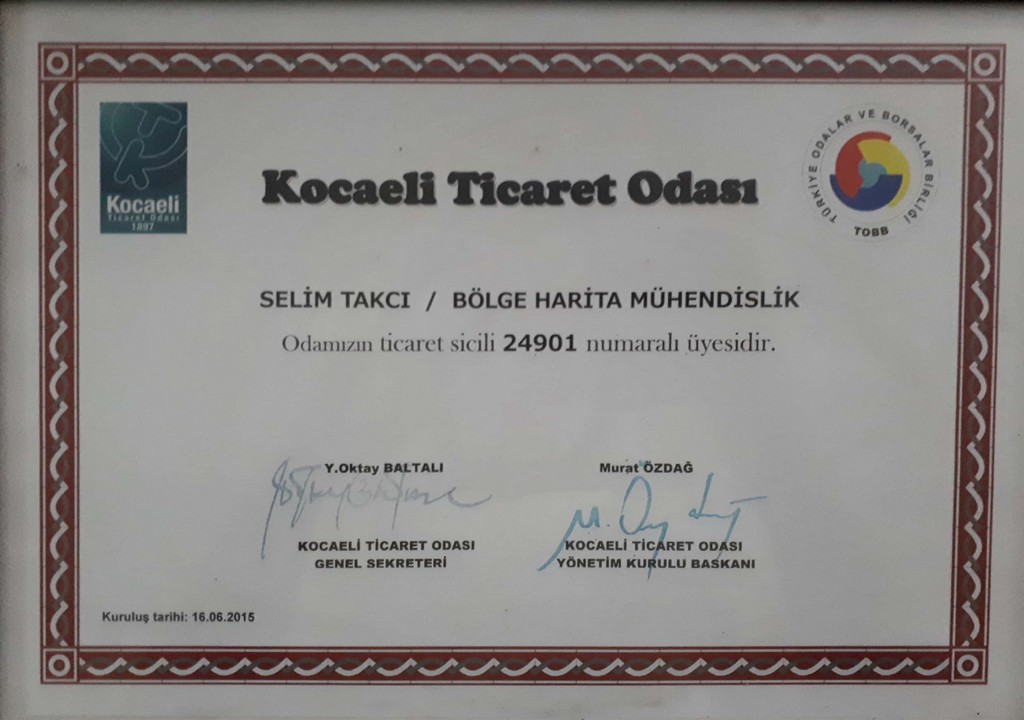 Kocaeli
Ticaret Odası
1897
Kocaeli Ticaret Odası
TÜRKİYE ODALAR VE BORSALAR BİRLİĞİ
TOBB
SELİM TAKCI / BÖLGE HARİTA MÜHENDİSLİK
Odamızın ticaret sicili 24901 numaralı üyesidir.
Y.Oktay BALTALI
KOCAELİ TİCARET ODASI
GENEL SEKRETERİ
Murat ÖZDAĞ
KOCAELİ TİCARET ODASI
YÖNETİM KURULU BASKANI
Kuruluş tarihi: 16.06.2015